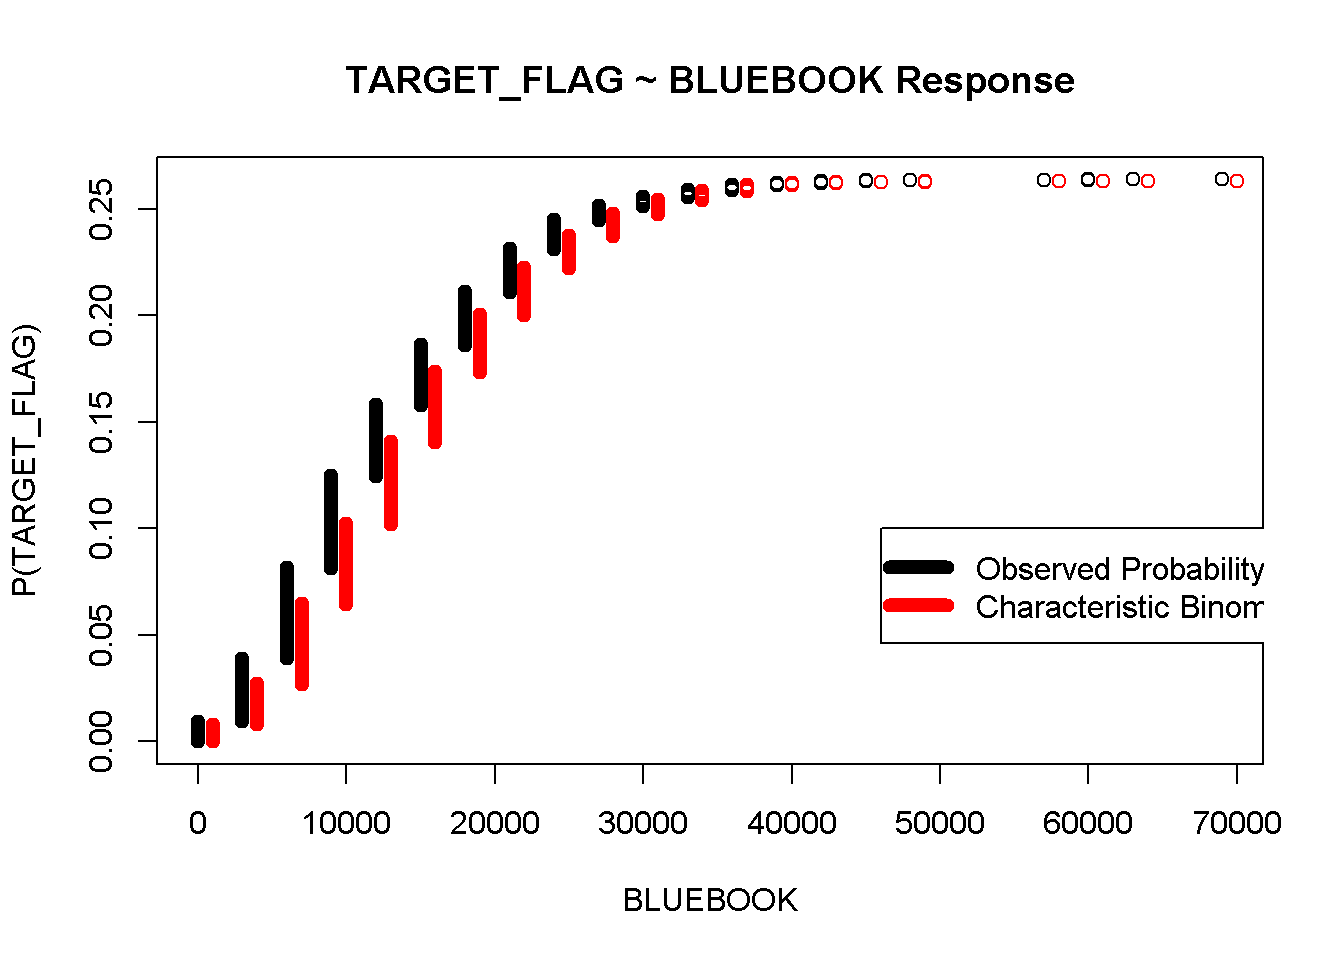 TARGET_FLAG ~ BLUEBOOK Response
P(TARGET_FLAG)
0.25
0.20
0.15
0.10
0.05
0.00
Observed Probability
Characteristic Binom
0 10000 20000 30000 40000 50000 60000 70000
BLUEBOOK